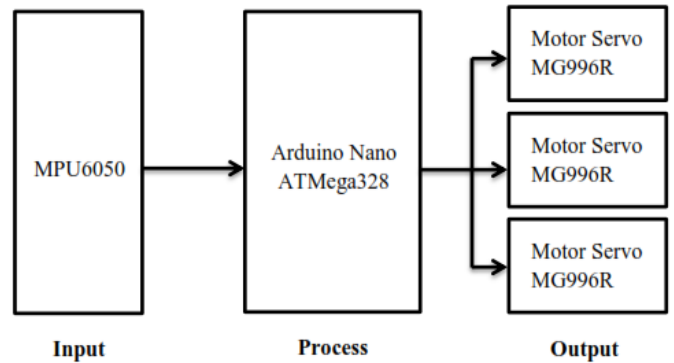 MPU6050
Arduino Nano
ATMega328
Motor Servo
MG996R
Motor Servo
MG996R
Motor Servo
MG996R
Input
Process
Output